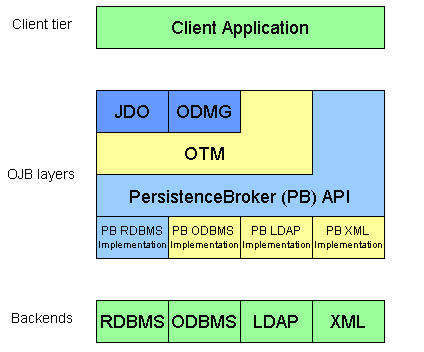 Client tier
Client Application
OJB layers
JDO ODMG
OTM
PersistenceBroker (PB) API
PB RDBMS PB ODBMS PB LDAP PB XML
Implementation Implementation Implementation Implementation
Backends
RDBMS ODBMS LDAP XML